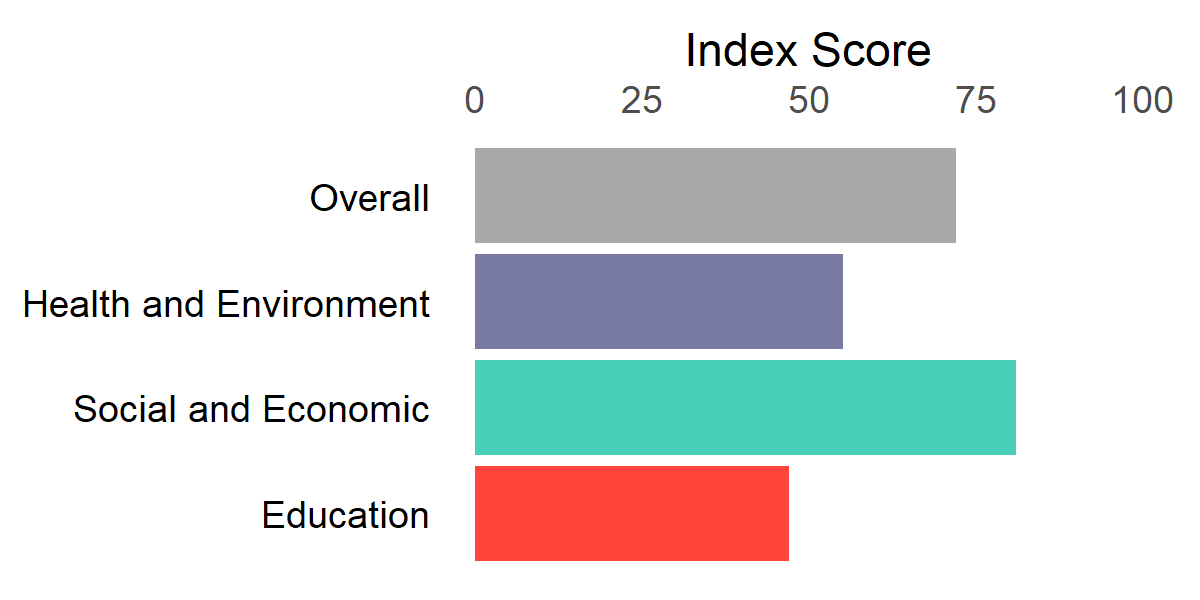 Index Score
0 25 50 75 100
Overall
Health and Environment
Social and Economic
Education